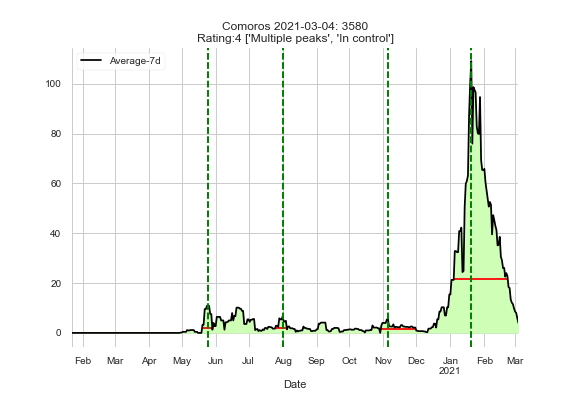 Comoros 2021-03-04: 3580
Rating:4 ['Multiple peaks', 'In control']
Average-7d
100
80
60
40
20
0
Feb Mar Apr May Jun Jul Aug Sep Oct Nov Dec Jan Feb Mar
2021
Date